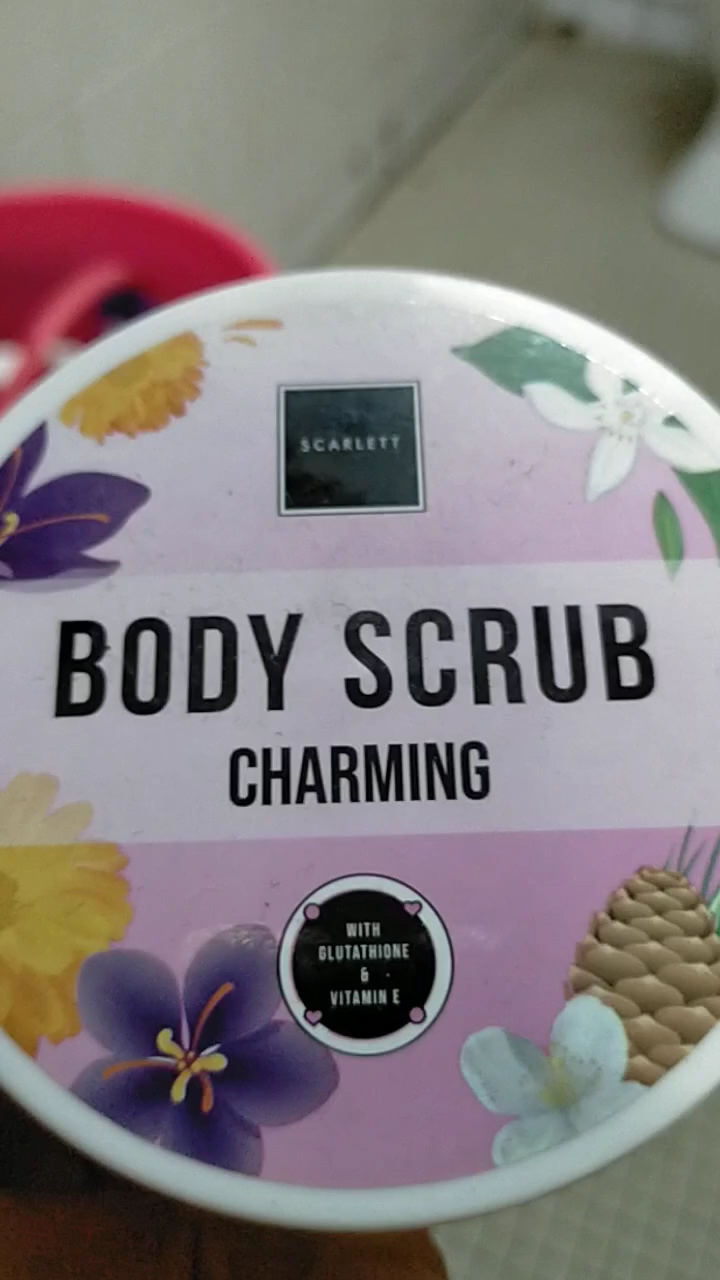 SCARLETT
BODY SCRUB
CHARMING
WITH
GLUTATHIONE
&
VITAMIN E